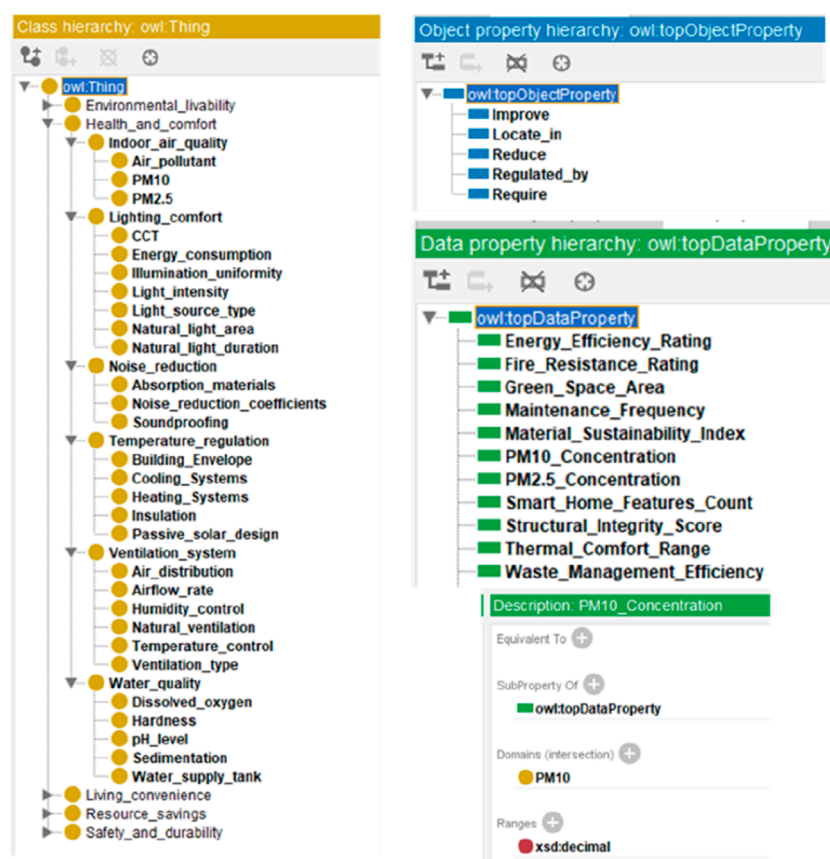 Class hierarchy: owl:Thing
owl:Thing
Environmental_livability
Health_and_comfort
Indoor_air_quality
Air_pollutant
PM10
PM2.5
Lighting_comfort
CCT
Energy_consumption
Illumination_uniformity
Light_intensity
Light_source_type
Natural_light_area
Natural_light_duration
Noise_reduction
Absorption_materials
Noise_reduction_coefficients
Soundproofing
Temperature_regulation
Building_Envelope
Cooling_Systems
Heating_Systems
Insulation
Passive_solar_design
Ventilation_system
Air_distribution
Airflow_rate
Humidity_control
Natural_ventilation
Temperature_control
Ventilation_type
Water_quality
Dissolved_oxygen
Hardness
pH_level
Sedimentation
Water_supply_tank
Living_convenience
Resource_savings
Safety_and_durability
Object property hierarchy: owl:topObjectProperty
owl:topObjectProperty
Improve
Locate_in
Reduce
Regulated_by
Require
Data property hierarchy: owl:topDataProperty
owl:topDataProperty
Energy_Efficiency_Rating
Fire_Resistance_Rating
Green_Space_Area
Maintenance_Frequency
Material_Sustainability_Index
PM10_Concentration
PM2.5_Concentration
Smart_Home_Features_Count
Structural_Integrity_Score
Thermal_Comfort_Range
Waste_Management_Efficiency
Description: PM10_Concentration
Equivalent To
SubProperty Of
owl:topDataProperty
Domains (intersection)
PM10
Ranges
xsd:decimal